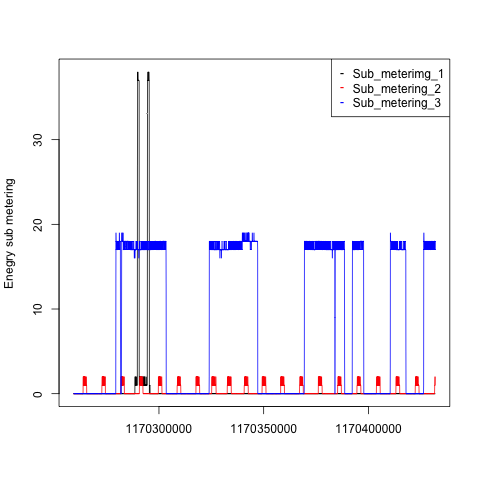 Sub_meterimg_1
Sub_metering_2
Sub_metering_3
Enegry sub metering
30
20
10
0
1170300000 1170350000 1170400000